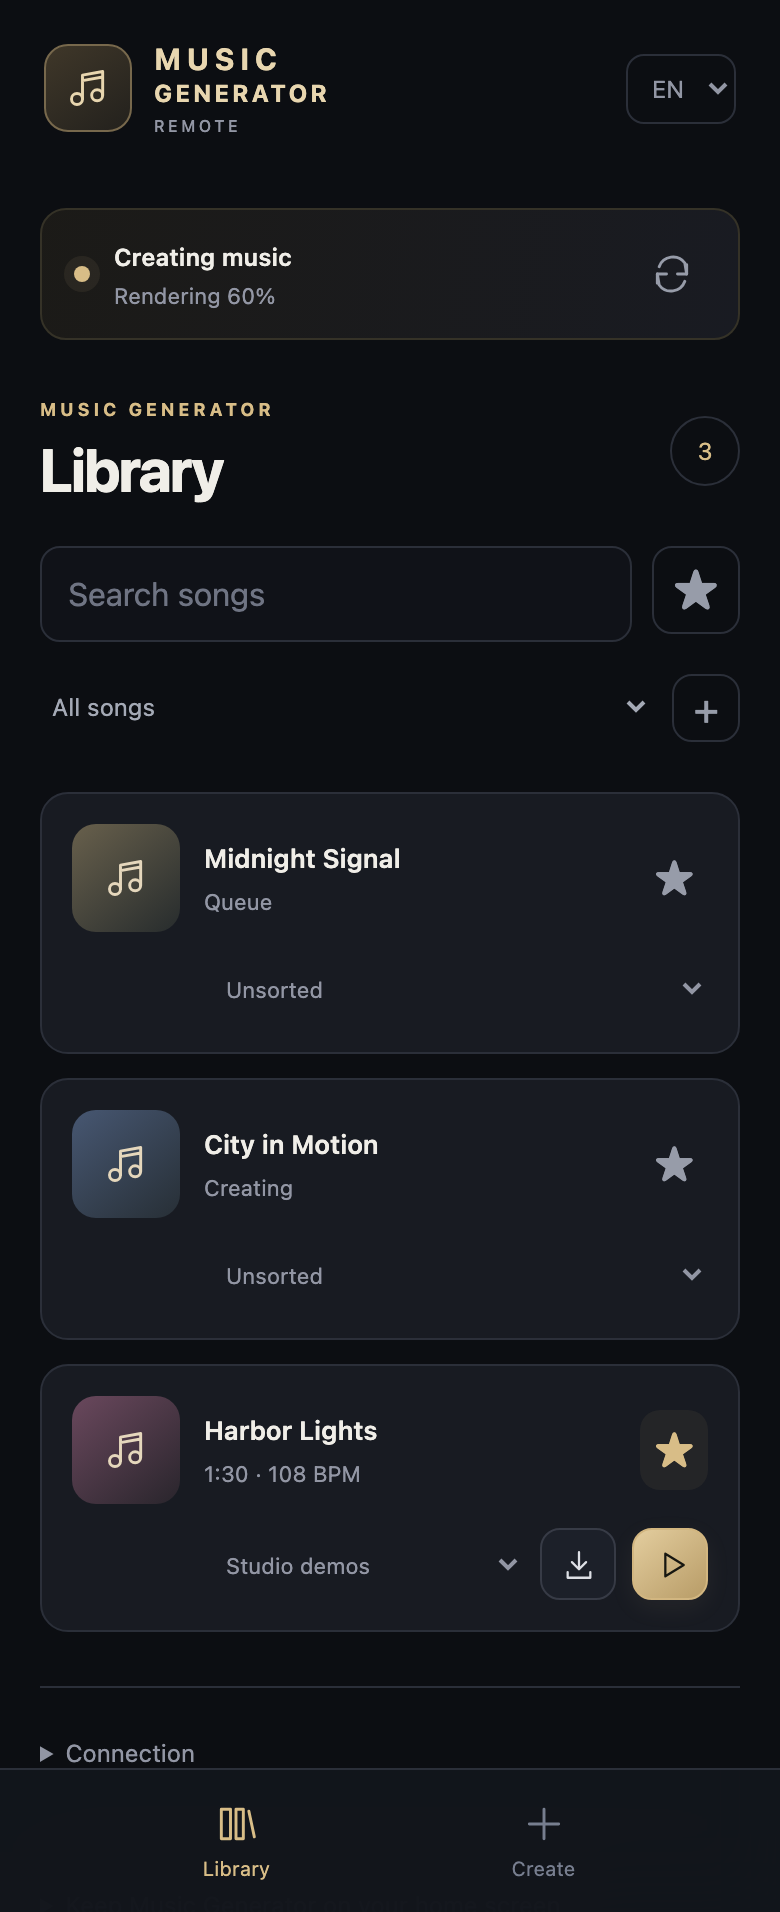 MUSIC
GENERATOR
REMOTE
EN
Creating music
Rendering 60%
MUSIC GENERATOR
Library
3
Search songs
All songs
Midnight Signal
Queue
Unsorted
City in Motion
Creating
Unsorted
Harbor Lights
1:30 · 108 BPM
Studio demos
Connection
Library
Create